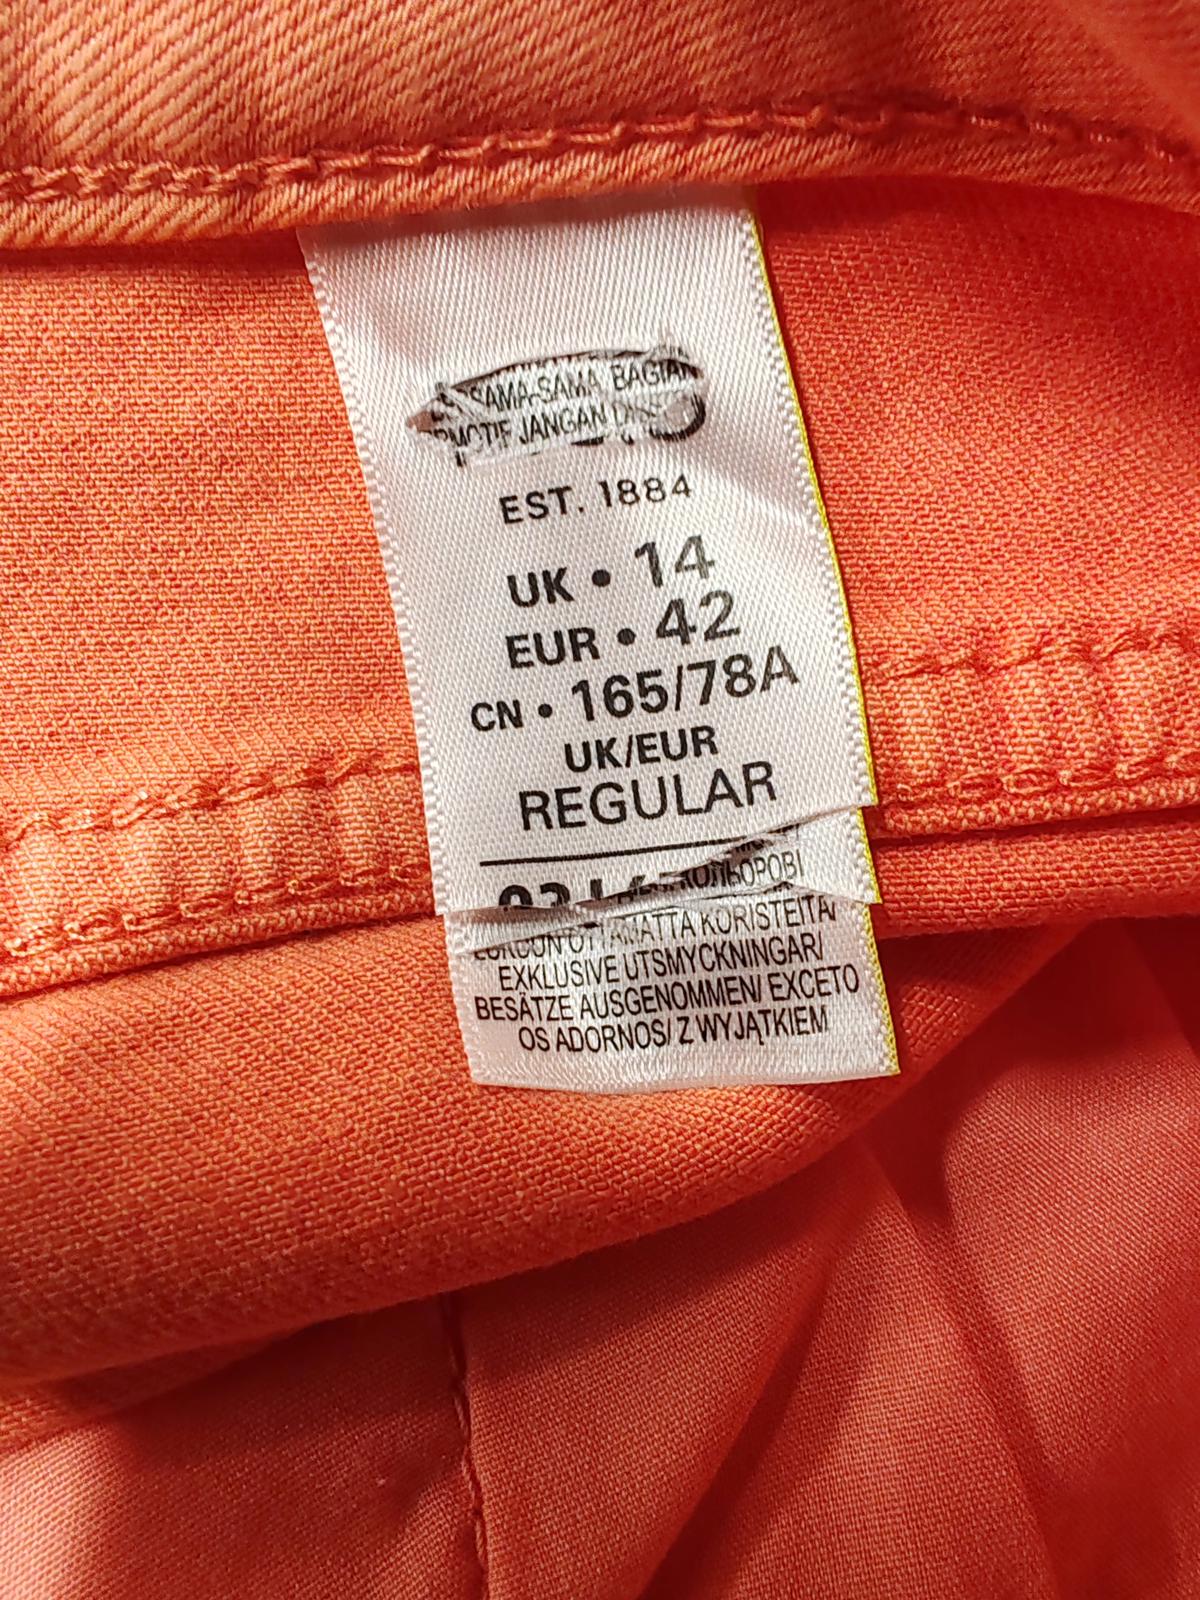 SAMA-SAMA BAGIAN
JANGAN
EST. 1884
UK • 14
EUR • 42
CN • 165/78A
UK/EUR
REGULAR
KORISTEITA/
EXKLUSIVE UTSMYCKNINGAR/
BESÄTZE AUSGENOMMEN/ EXCETO
OS ADORNOS/ Z WYJĄTKIEM